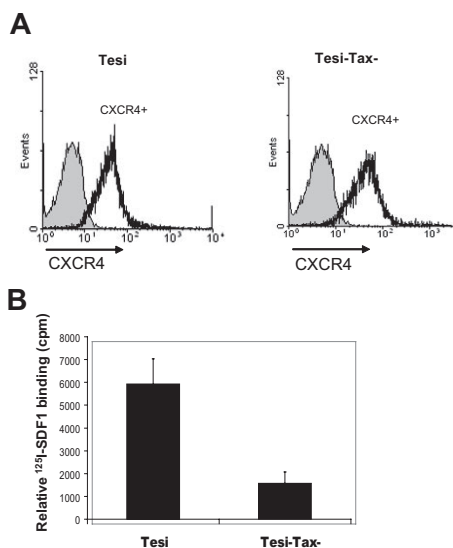 A
Tesi
Tesi-Tax-
128
CXCR4+
Events
0
10⁰ 10¹ 10² 10³ 10⁴
CXCR4
128
CXCR4+
Events
0
10⁰ 10¹ 10² 10³
CXCR4
B
Relative ¹²⁵I-SDF1 binding (cpm)
8000
7000
6000
5000
4000
3000
2000
1000
0
Tesi
Tesi-Tax-